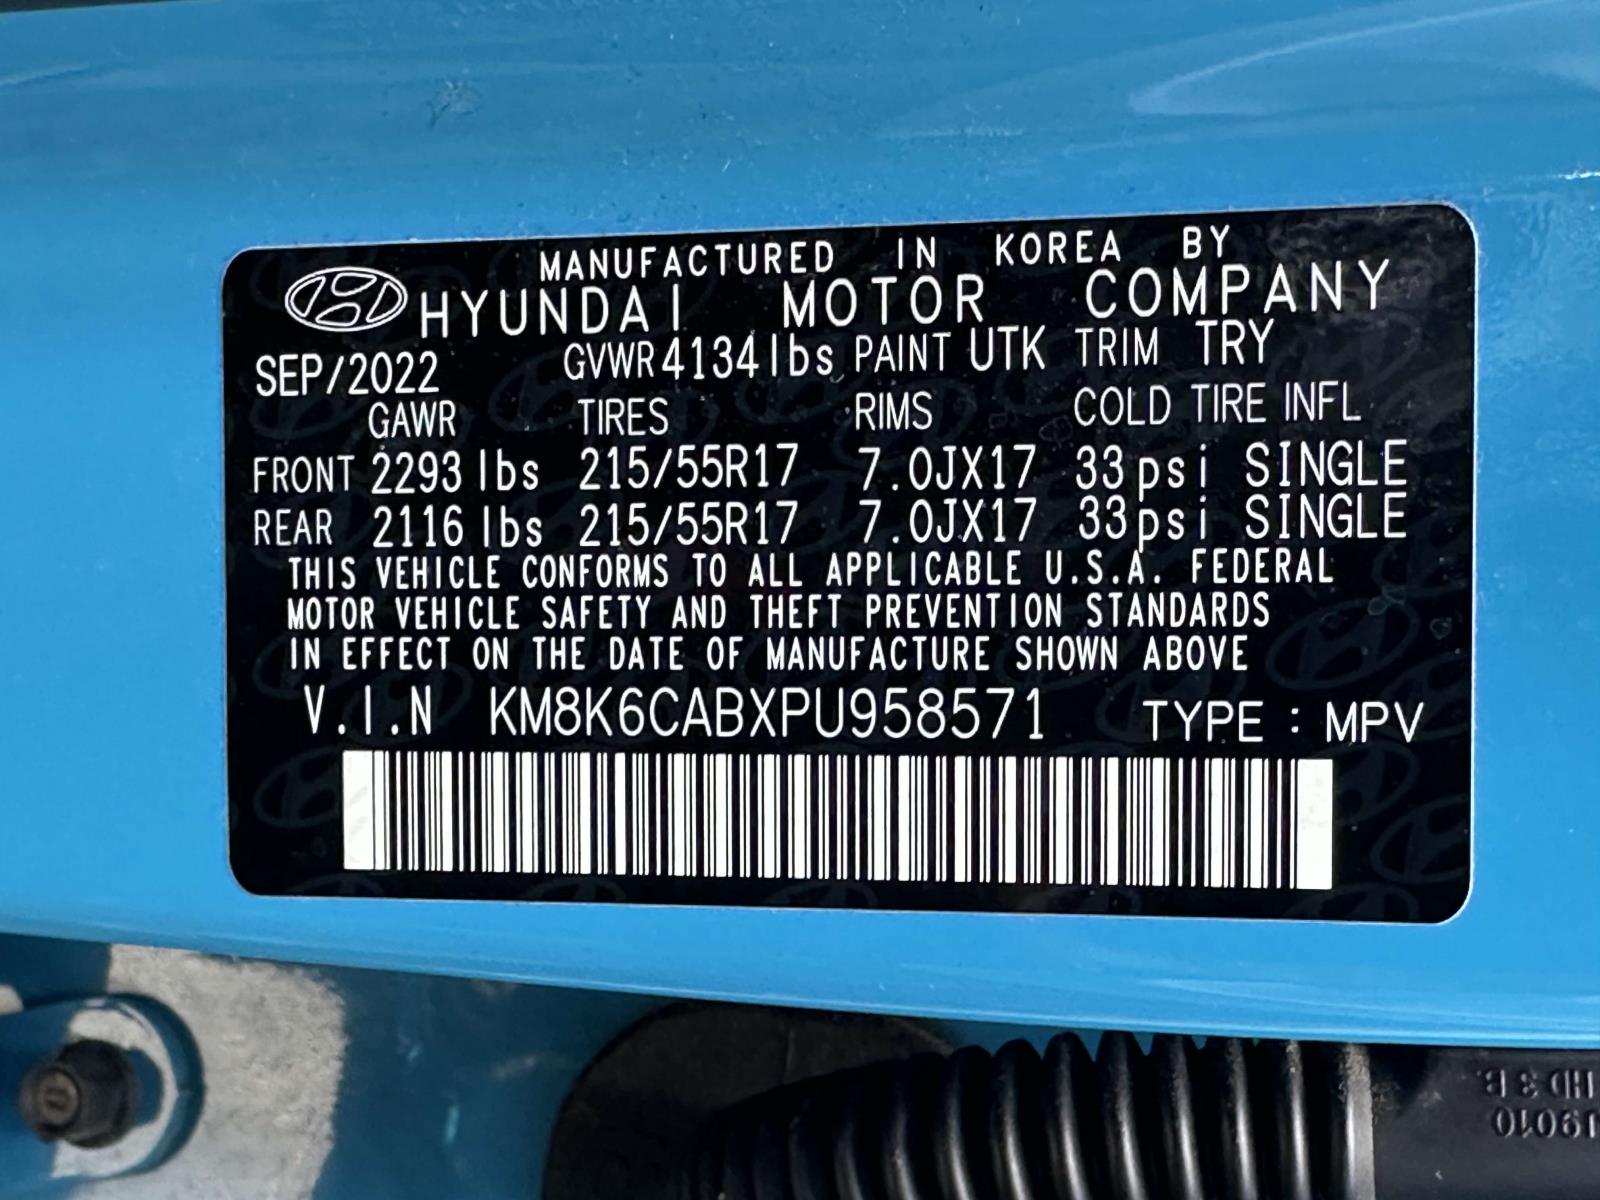 MANUFACTURED IN KOREA BY
HYUNDAI MOTOR COMPANY
SEP/2022 GVWR 4134 lbs PAINT UTK TRIM TRY
GAWR TIRES RIMS COLD TIRE INFL
FRONT 2293 lbs 215/55R17 7.0JX17 33psi SINGLE
REAR 2116 lbs 215/55R17 7.0JX17 33psi SINGLE
THIS VEHICLE CONFORMS TO ALL APPLICABLE U.S.A. FEDERAL
MOTOR VEHICLE SAFETY AND THEFT PREVENTION STANDARDS
IN EFFECT ON THE DATE OF MANUFACTURE SHOWN ABOVE
V.I.N KM8K6CABXPU958571 TYPE : MPV